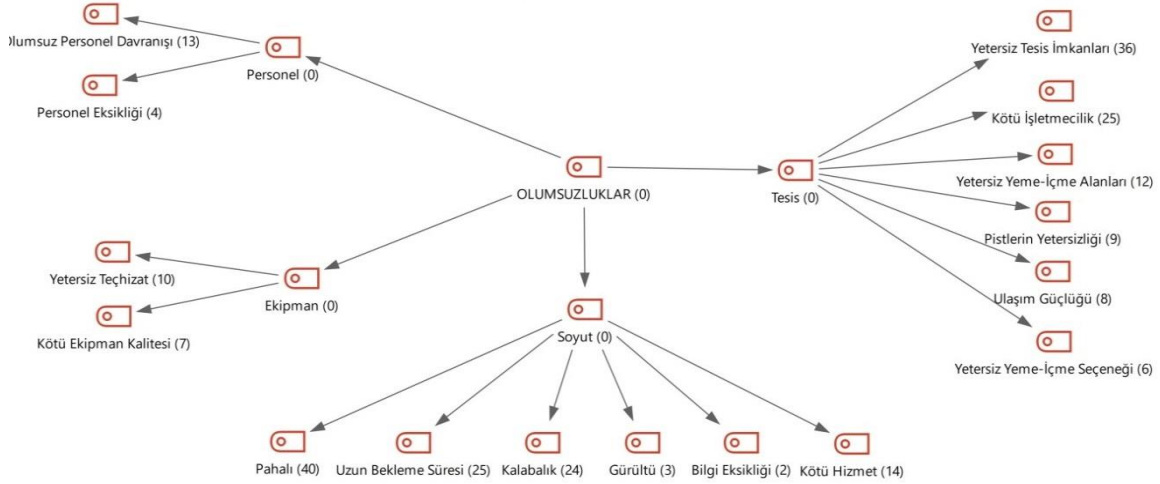 lumsuz Personel Davranışı (13)
Personel (0)
Personel Eksikliği (4)
Yetersiz Tesis İmkanları (36)
Kötü İşletmecilik (25)
OLUMSUZLUKLAR (0)
Tesis (0)
Yetersiz Yeme-İçme Alanları (12)
Pistlerin Yetersizliği (9)
Ulaşım Güçlüğü (8)
Yetersiz Yeme-İçme Seçeneği (6)
Yetersiz Teçhizat (10)
Ekipman (0)
Kötü Ekipman Kalitesi (7)
Soyut (0)
Pahalı (40)
Uzun Bekleme Süresi (25)
Kalabalık (24)
Gürültü (3)
Bilgi Eksikliği (2)
Kötü Hizmet (14)